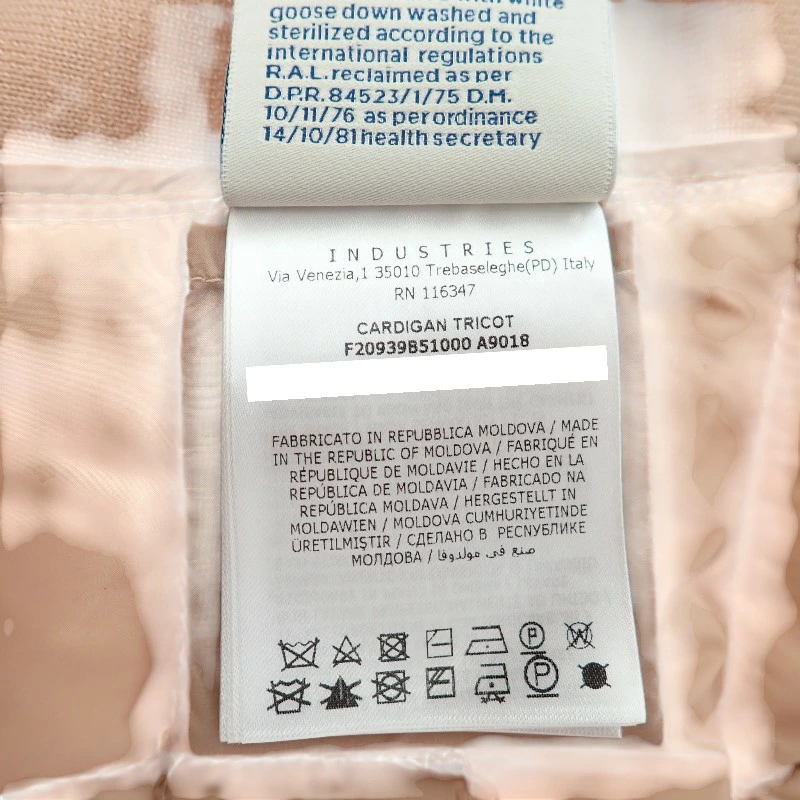 white
goose down washed and
sterilized according to the
international regulations
R.A.L. reclaimed as per
D.P.R. 84523/1/75 D.M.
10/11/76 as per ordinance
14/10/81 health secretary
INDUSTRIES
Via Venezia,1 35010 Trebaseleghe(PD) Italy
RN 116347
CARDIGAN TRICOT
F20939B51000 A9018
FABBRICATO IN REPUBBLICA MOLDOVA / MADE
IN THE REPUBLIC OF MOLDOVA / FABRIQUÉ EN
RÉPUBLIQUE DE MOLDAVIE / HECHO EN LA
REPÚBLICA DE MOLDAVIA / FABRICADO NA
REPÚBLICA MOLDAVA / HERGESTELLT IN
MOLDAWIEN / MOLDOVA CUMHURIYETINDE
ÜRETILMIŞTIR / СДЕЛАНО В РЕСПУБЛИКЕ
МОЛДОВА / صنع في مولدوفا
P W
P